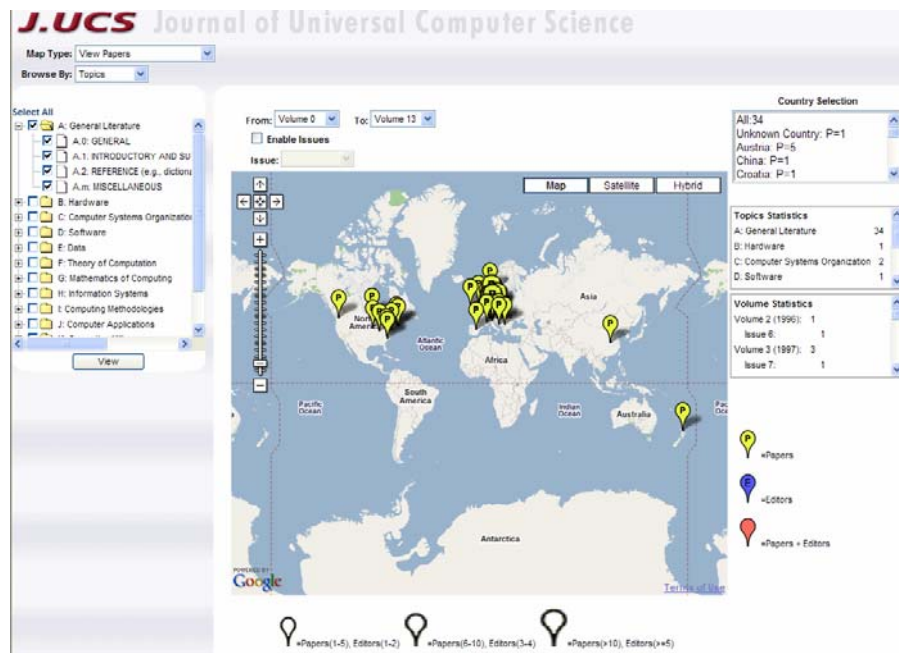 J.UCS Journal of Universal Computer Science
Map Type: View Papers
Browse By: Topics
Select All
A: General Literature
A.0: GENERAL
A.1: INTRODUCTORY AND SU
A.2: REFERENCE (e.g., dictiona
A.m: MISCELLANEOUS
B: Hardware
C: Computer Systems Organization
D: Software
E: Data
F: Theory of Computation
G: Mathematics of Computing
H: Information Systems
I: Computing Methodologies
J: Computer Applications
View
From: Volume 0 To: Volume 13
Enable Issues
Issue:
Map Satellite Hybrid
Asia
North
America
Atlantic
Ocean
Africa
Pacific
Ocean
South
America
Indian
Ocean
Australia
Pac
Oc
Antarctica
POWERED BY
Google
Terms of Use
Country Selection
All:34
Unknown Country: P=1
Austria: P=5
China: P=1
Croatia: P=1
Topics Statistics
A: General Literature 34
B: Hardware 1
C: Computer Systems Organization 2
D: Software 1
Volume Statistics
Volume 2 (1996): 1
Issue 6: 1
Volume 3 (1997): 3
Issue 7: 1
P =Papers
E =Editors
=Papers + Editors
=Papers(1-5), Editors(1-2) =Papers(6-10), Editors(3-4) =Papers(>10), Editors(>=5)